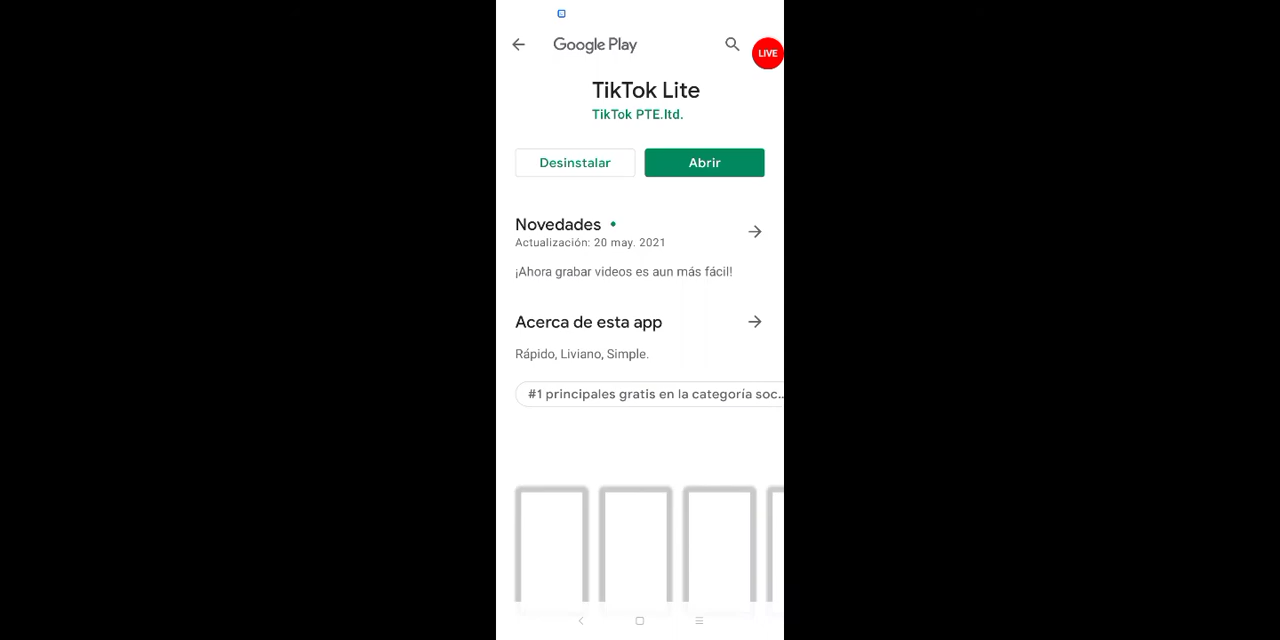 Google Play
LIVE
TikTok Lite
TikTok PTE.ltd.
Desinstalar
Abrir
Novedades
Actualización: 20 may. 2021
¡Ahora grabar videos es aun más fácil!
Acerca de esta app
Rápido, Liviano, Simple.
#1 principales gratis en la categoría soc...